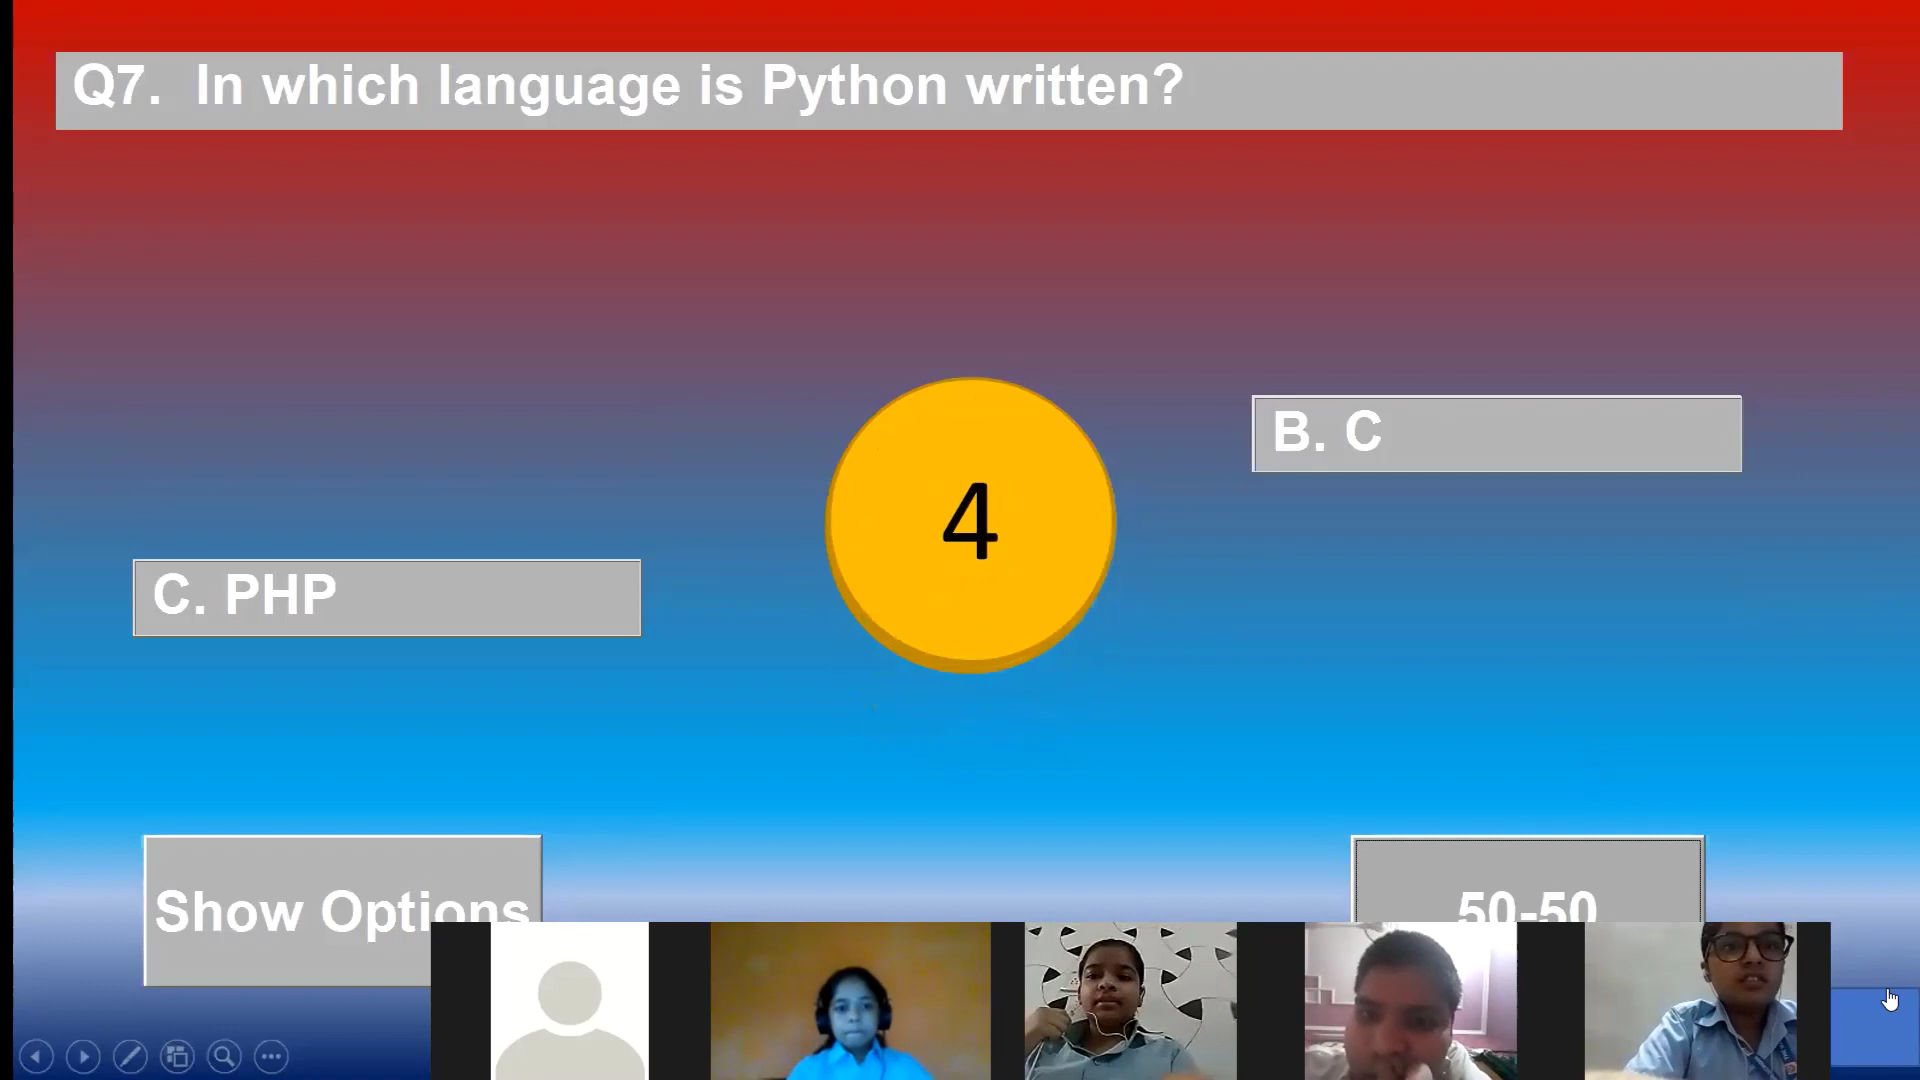 Q7. In which language is Python written?
B. C
4
C. PHP
Show Options
50-50